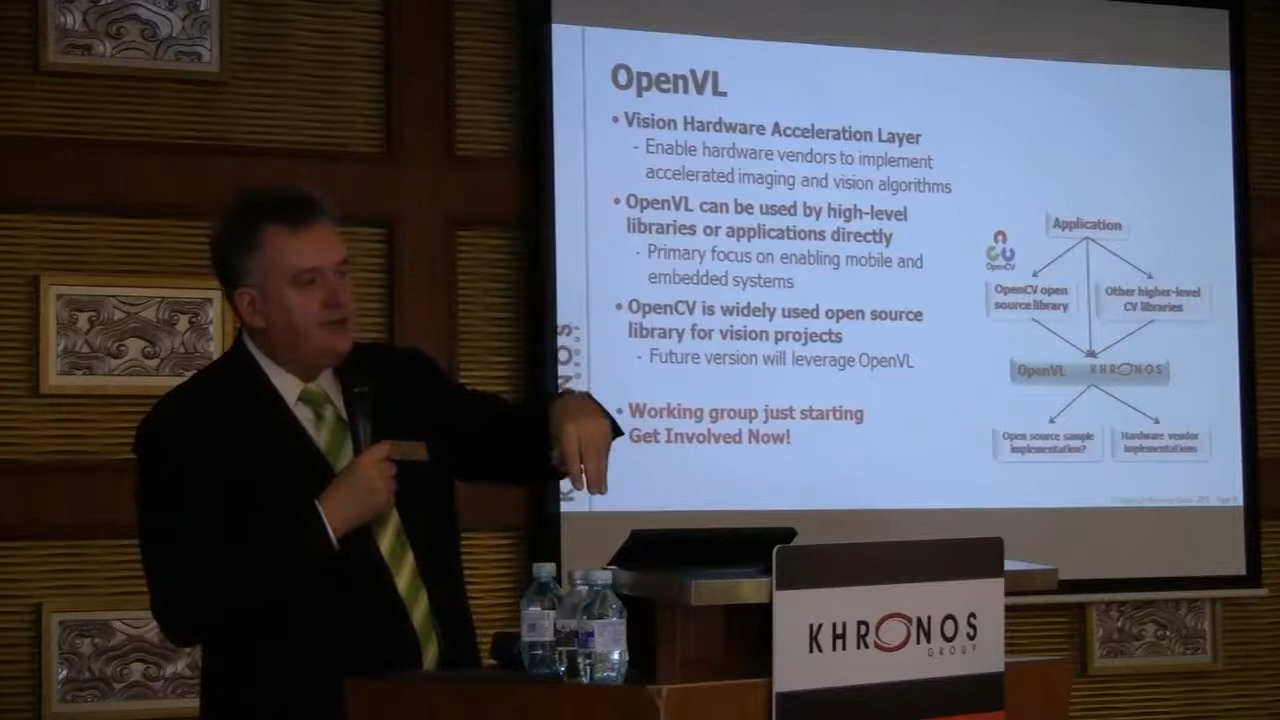 OpenVL
• Vision Hardware Acceleration Layer
- Enable hardware vendors to implement
accelerated imaging and vision algorithms
• OpenVL can be used by high-level
libraries or applications directly
- Primary focus on enabling mobile and
embedded systems
• OpenCV is widely used open source
library for vision projects
- Future version will leverage OpenVL
• Working group just starting
Get Involved Now!
Application
OpenCV
OpenCV open
source library
Other higher-level
CV libraries
OpenVL KHRONOS
Open source sample
implementation?
Hardware vendor
implementations
KHRONOS
GROUP